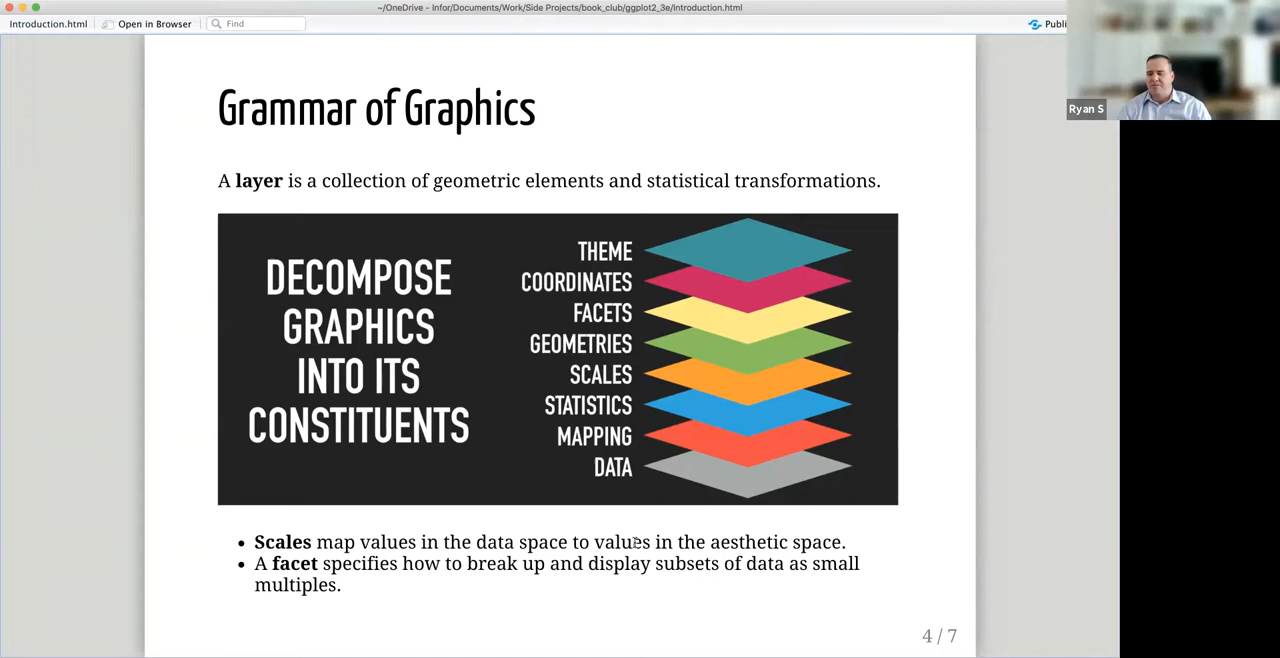 ~/OneDrive - Infor/Documents/Work/Side Projects/book_club/ggplot2_3e/Introduction.html
Introduction.html
Open in Browser
Find
Publi
Ryan S
Grammar of Graphics
A layer is a collection of geometric elements and statistical transformations.
DECOMPOSE
GRAPHICS
INTO ITS
CONSTITUENTS
THEME
COORDINATES
FACETS
GEOMETRIES
SCALES
STATISTICS
MAPPING
DATA
• Scales map values in the data space to values in the aesthetic space.
• A facet specifies how to break up and display subsets of data as small
multiples.
4 / 7